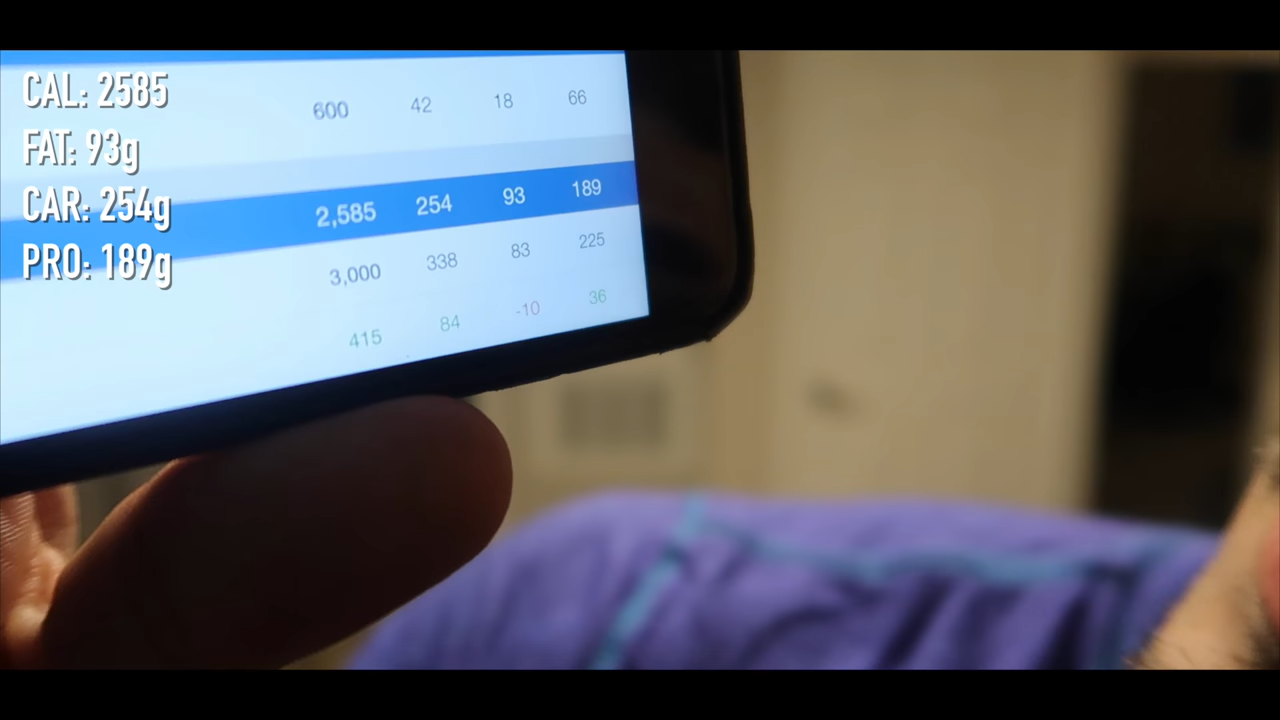 CAL: 2585
FAT: 93g
CAR: 254g
PRO: 189g
600 42 18 66
2,585 254 93 189
3,000 338 83 225
415 84 -10 36